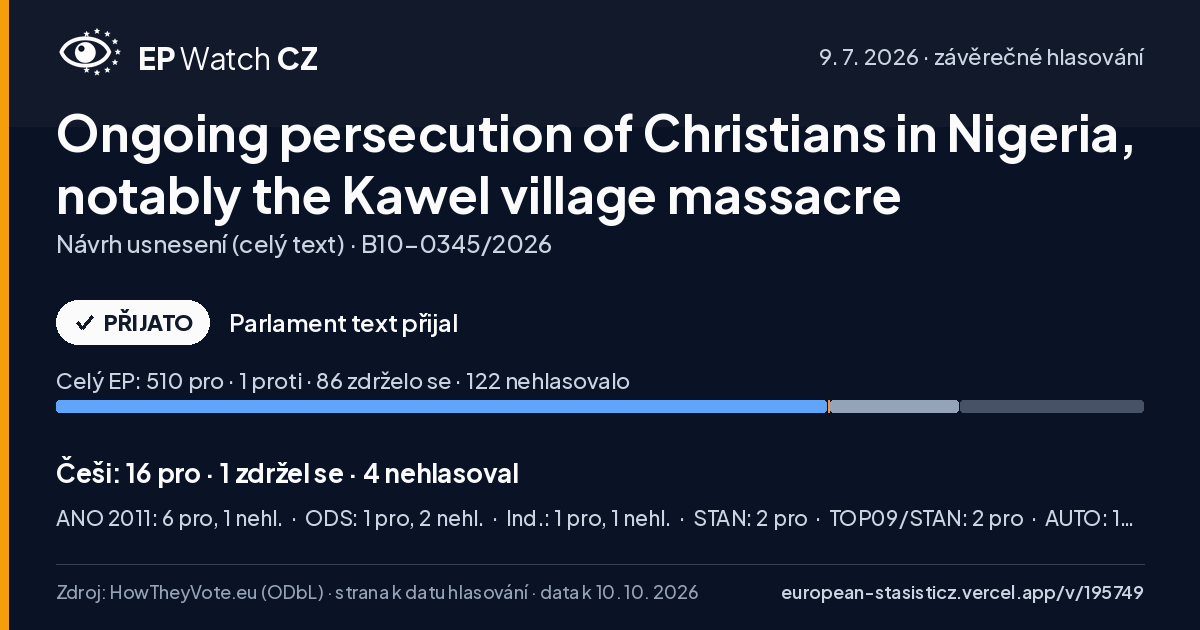 EP Watch CZ
9. 7. 2026 · závěrečné hlasování
Ongoing persecution of Christians in Nigeria,
notably the Kawel village massacre
Návrh usnesení (celý text) · B10-0345/2026
✓ PŘIJATO
Parlament text přijal
Celý EP: 510 pro · 1 proti · 86 zdrželo se · 122 nehlasovalo
Češi: 16 pro · 1 zdržel se · 4 nehlasoval
ANO 2011: 6 pro, 1 nehl. · ODS: 1 pro, 2 nehl. · Ind.: 1 pro, 1 nehl. · STAN: 2 pro · TOP09/STAN: 2 pro · AUTO: 1…
Zdroj: HowTheyVote.eu (ODbL) · strana k datu hlasování · data k 10. 10. 2026
european-stasisticz.vercel.app/v/195749